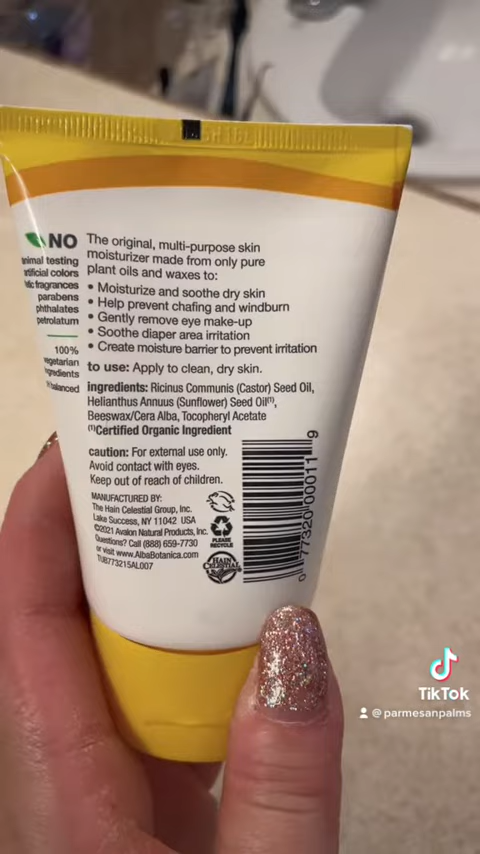 NO
animal testing
artificial colors
fragrances
parabens
phthalates
petrolatum
100%
vegetarian
ingredients
balanced
The original, multi-purpose skin
moisturizer made from only pure
plant oils and waxes to:
• Moisturize and soothe dry skin
• Help prevent chafing and windburn
• Gently remove eye make-up
• Soothe diaper area irritation
• Create moisture barrier to prevent irritation
to use: Apply to clean, dry skin.
ingredients: Ricinus Communis (Castor) Seed Oil,
Helianthus Annuus (Sunflower) Seed Oil⁽¹⁾,
Beeswax/Cera Alba, Tocopheryl Acetate
⁽¹⁾Certified Organic Ingredient
caution: For external use only.
Avoid contact with eyes.
Keep out of reach of children.
MANUFACTURED BY:
The Hain Celestial Group, Inc.
Lake Success, NY 11042 USA
©2021 Avalon Natural Products, Inc.
Questions? Call (888) 659-7730
or visit www.AlbaBotanica.com
TUB773215AL007
PLEASE
RECYCLE
HAIN
CELESTIAL
0 77320 00011 9
TikTok
@parmesanpalms